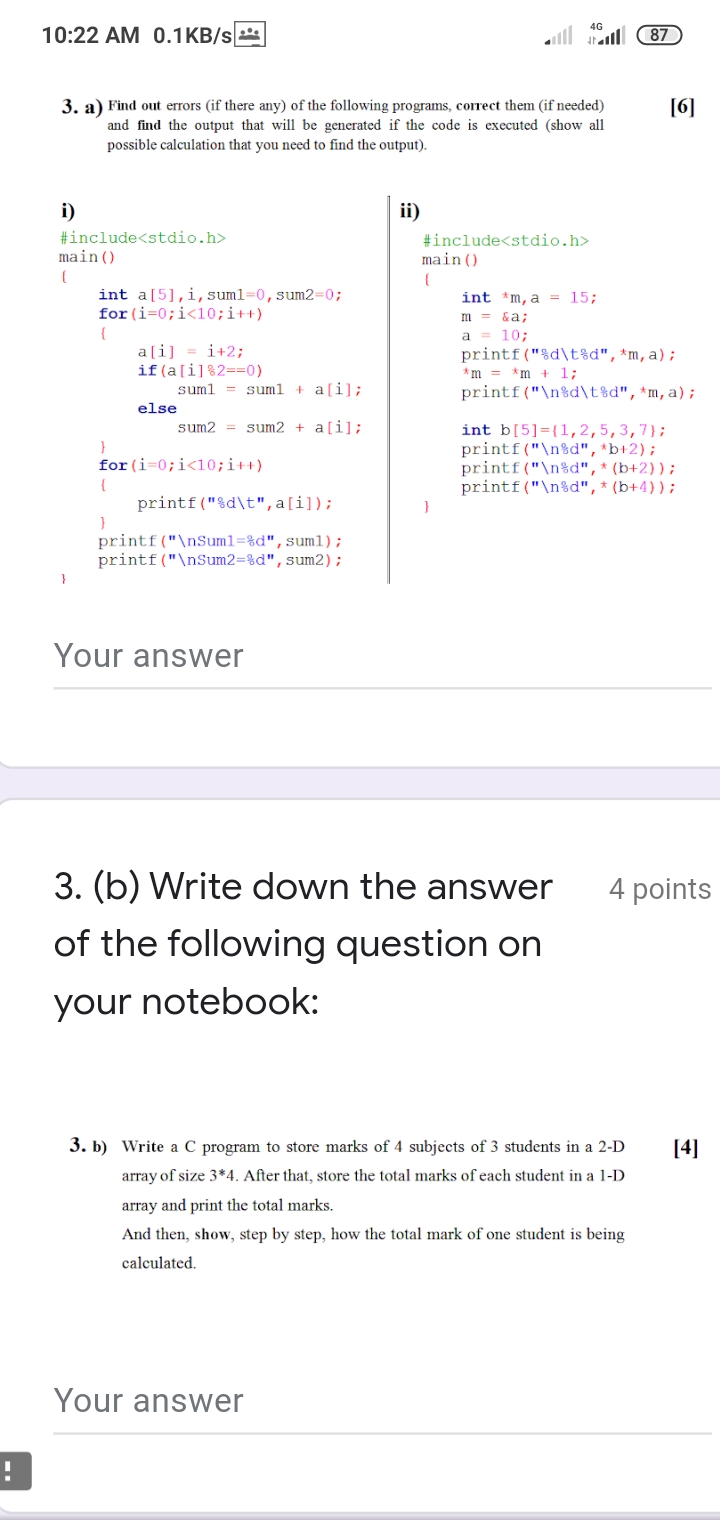 10:22 AM 0.1KB/s
4G
87
3. a) Find out errors (if there any) of the following programs, correct them (if needed) [6]
and find the output that will be generated if the code is executed (show all
possible calculation that you need to find the output).
i)
#include<stdio.h>
main()
{
int a[5],i,sum1=0,sum2=0;
for(i=0;i<10;i++)
{
a[i] = i+2;
if(a[i]%2==0)
sum1 = sum1 + a[i];
else
sum2 = sum2 + a[i];
}
for(i=0;i<10;i++)
{
printf("%d\t",a[i]);
}
printf("\nSum1=%d",sum1);
printf("\nSum2=%d",sum2);
}
ii)
#include<stdio.h>
main()
{
int *m,a = 15;
m = &a;
a = 10;
printf("%d\t%d",*m,a);
*m = *m + 1;
printf("\n%d\t%d",*m,a);
int b[5]={1,2,5,3,7};
printf("\n%d",*b+2);
printf("\n%d",*(b+2));
printf("\n%d",*(b+4));
}
Your answer
3. (b) Write down the answer 4 points
of the following question on
your notebook:
3. b) Write a C program to store marks of 4 subjects of 3 students in a 2-D [4]
array of size 3*4. After that, store the total marks of each student in a 1-D
array and print the total marks.
And then, show, step by step, how the total mark of one student is being
calculated.
Your answer
!